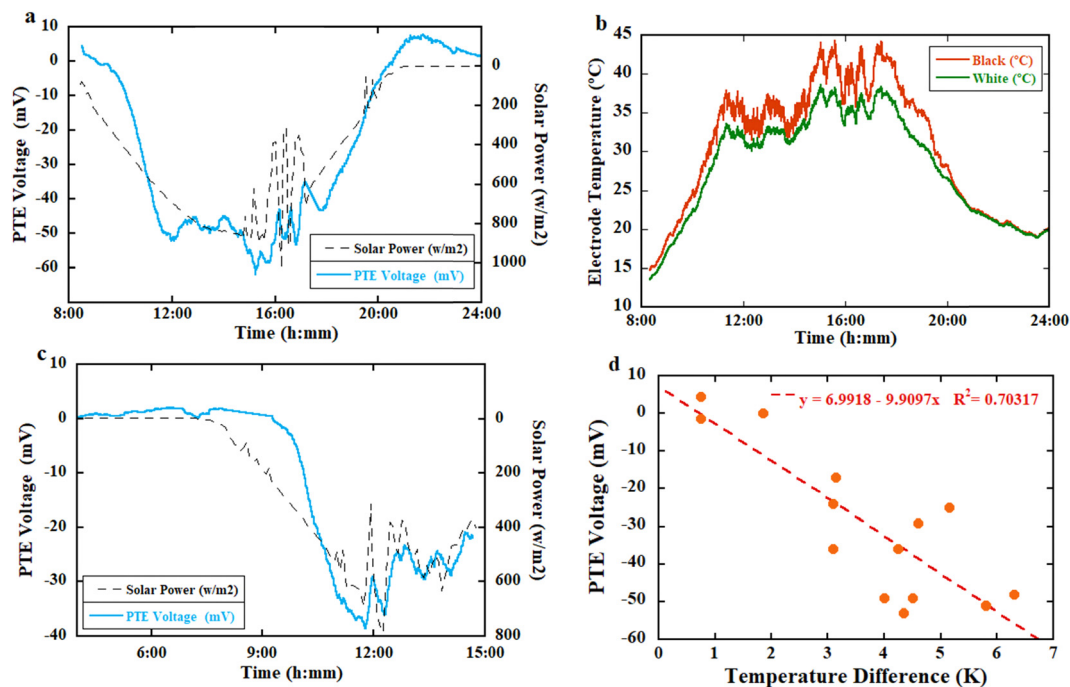 a
10
0
-10
-20
-30
-40
-50
-60
PTE Voltage (mV)
0
200
400
600
800
1000
Solar Power (w/m2)
Solar Power (w/m2)
PTE Voltage (mV)
8:00 12:00 16:00 20:00 24:00
Time (h:mm)
b
45
40
35
30
25
20
15
10
Electrode Temperature (°C)
Black (°C)
White (°C)
8:00 12:00 16:00 20:00 24:00
Time (h:mm)
c
10
0
-10
-20
-30
-40
PTE Voltage (mV)
0
200
400
600
800
Solar Power (w/m2)
Solar Power (w/m2)
PTE Voltage (mV)
6:00 9:00 12:00 15:00
Time (h:mm)
d
10
0
-10
-20
-30
-40
-50
-60
PTE Voltage (mV)
y = 6.9918 - 9.9097x R²= 0.70317
0 1 2 3 4 5 6 7
Temperature Difference (K)